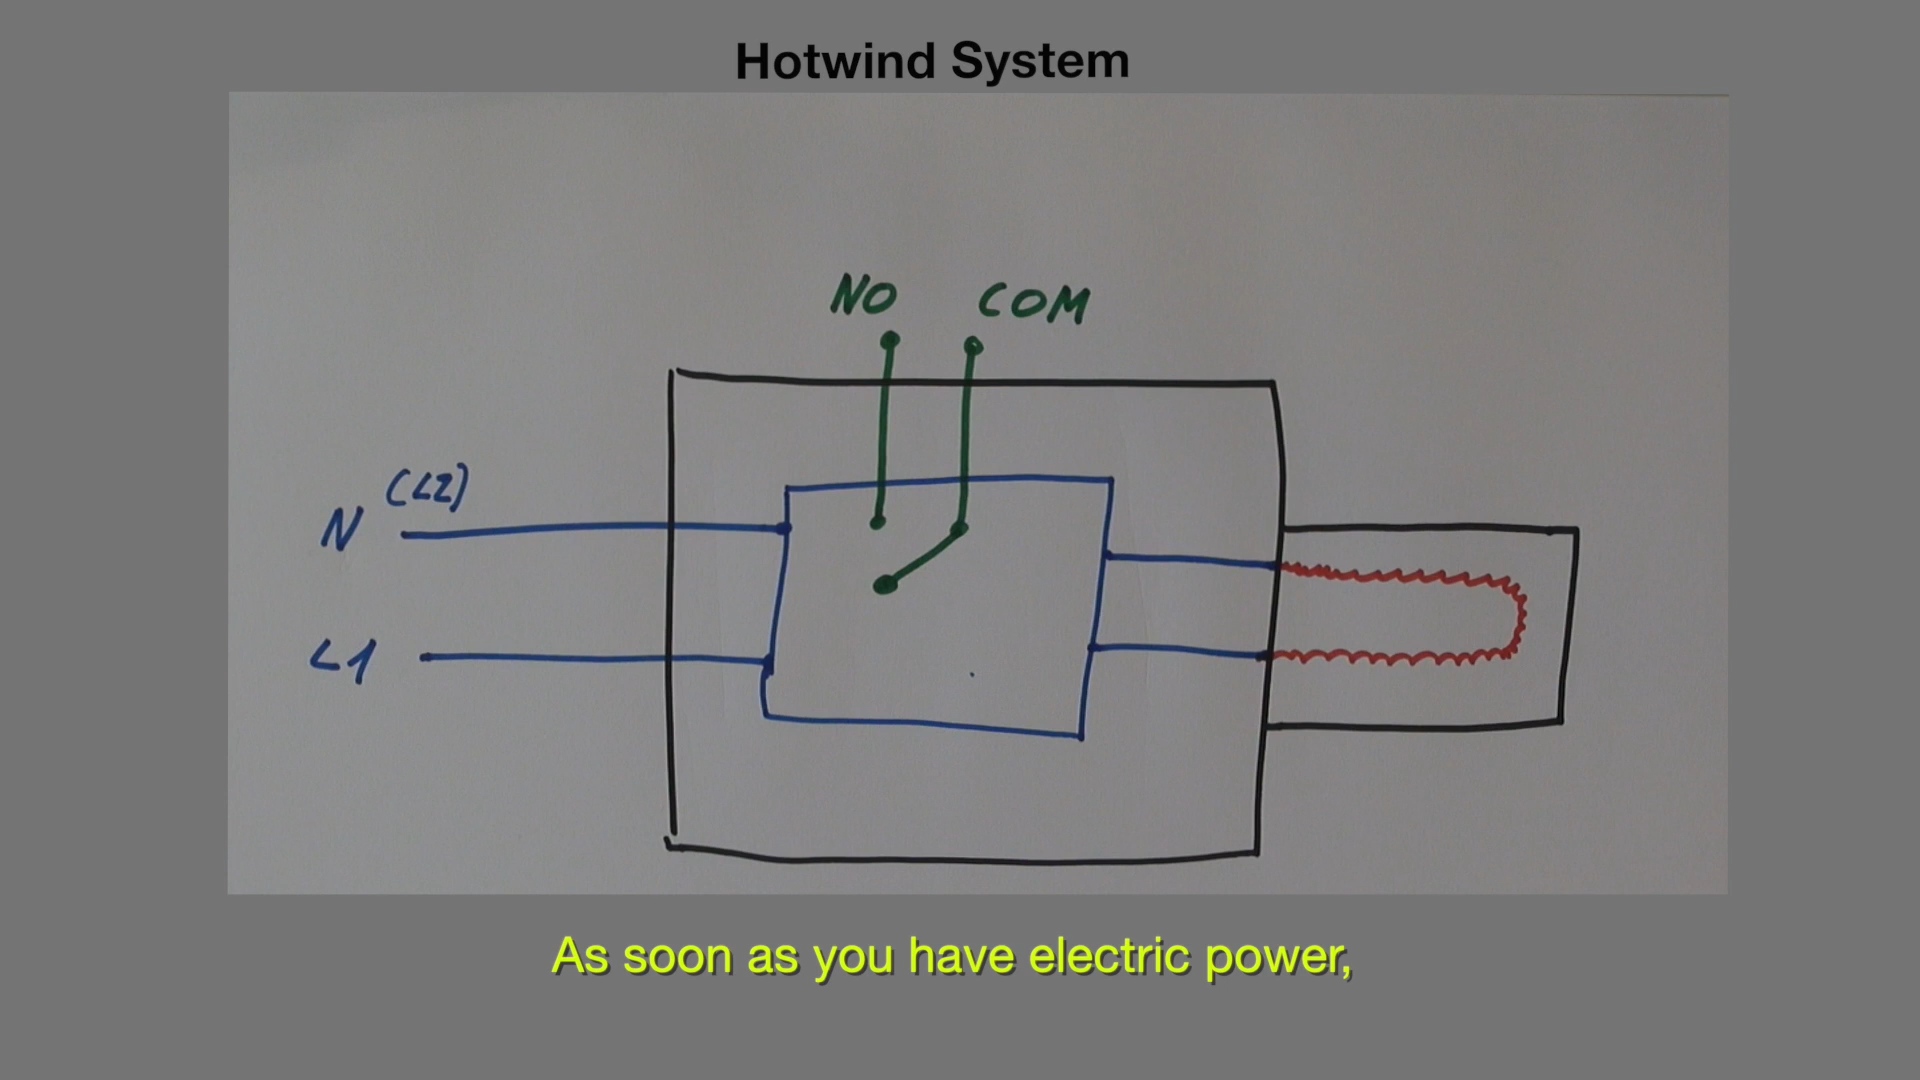 Hotwind System
NO COM
N (L2)
L1
As soon as you have electric power,